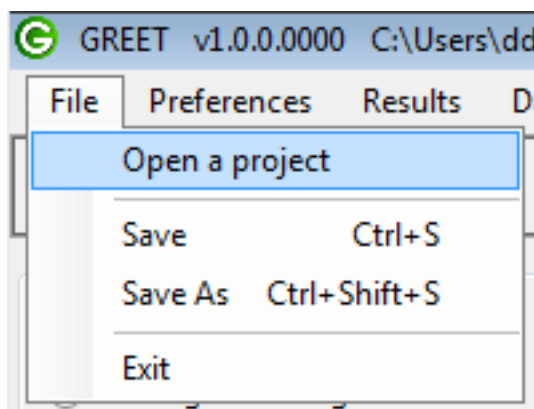 GREET v1.0.0.0000 C:\Users\dd
File Preferences Results D
Open a project
Save Ctrl+S
Save As Ctrl+Shift+S
Exit